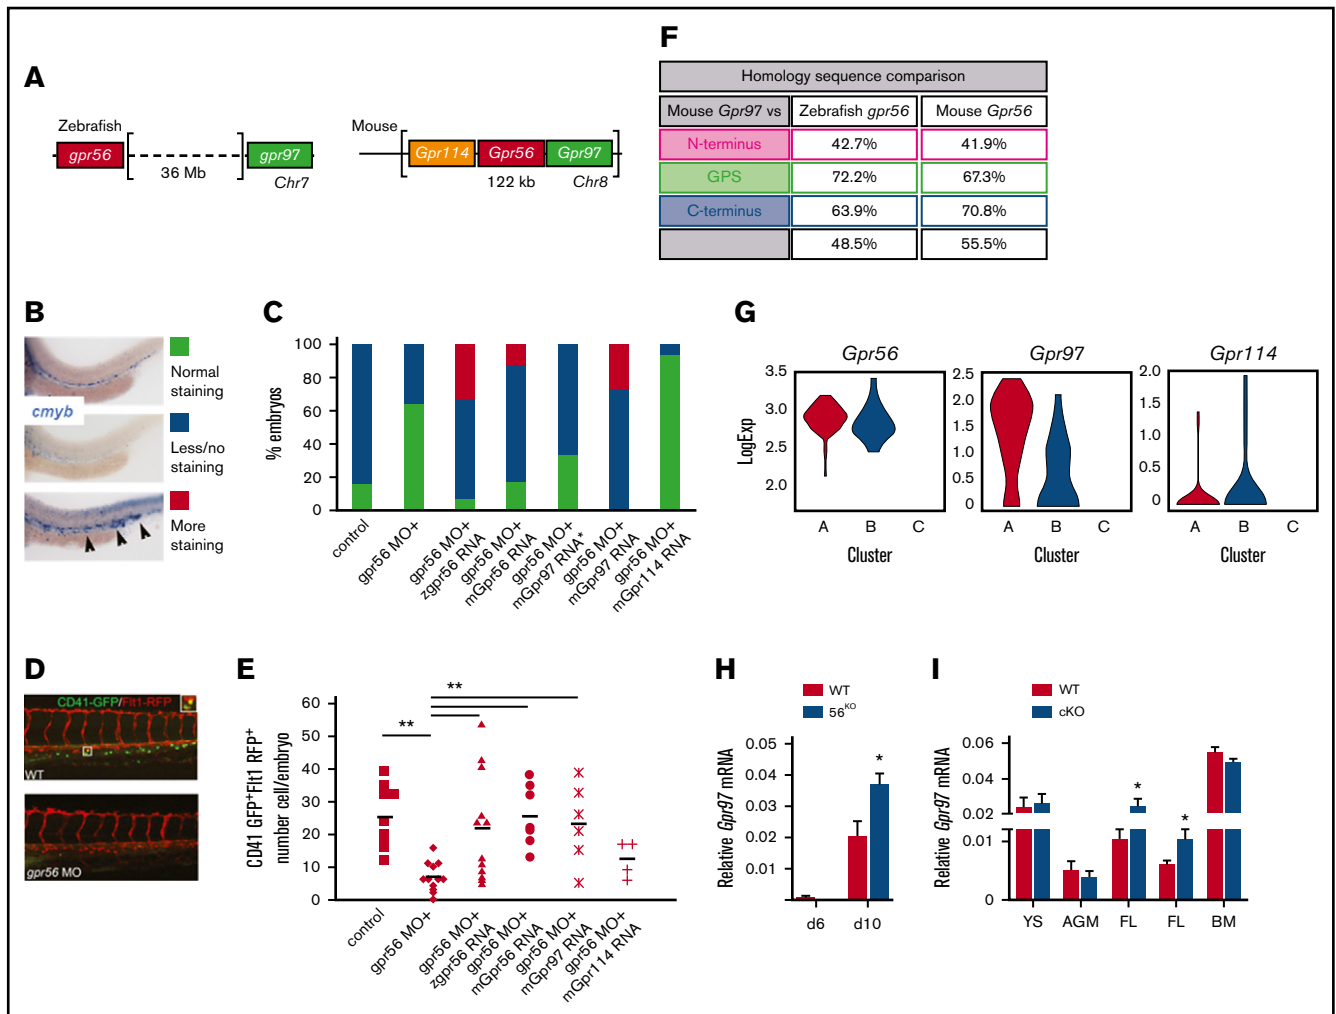 A
Zebrafish
gpr56
36 Mb
gpr97
Chr7
Mouse
Gpr114
Gpr56
Gpr97
122 kb
Chr8
F
Homology sequence comparison
Mouse Gpr97 vs
Zebrafish gpr56
Mouse Gpr56
N-terminus
42.7%
41.9%
GPS
72.2%
67.3%
C-terminus
63.9%
70.8%
48.5%
55.5%
B
cmyb
Normal
staining
Less/no
staining
More
staining
C
% embryos
100
80
60
40
20
0
control
gpr56 MO+
gpr56 MO+
zgpr56 RNA
gpr56 MO+
mGpr56 RNA
gpr56 MO+
mGpr97 RNA*
gpr56 MO+
mGpr97 RNA
gpr56 MO+
mGpr114 RNA
G
LogExp
Gpr56
3.5
3.0
2.5
2.0
A B C
Cluster
Gpr97
2.5
2.0
1.5
1.0
0.5
0
A B C
Cluster
Gpr114
2.0
1.5
1.0
0.5
0
A B C
Cluster
D
CD41-GFP/Flt1-RFP
WT
gpr56 MO
E
CD41 GFP+Flt1 RFP+
number cell/embryo
60
50
40
30
20
10
0
**
**
control
gpr56 MO+
gpr56 MO+
zgpr56 RNA
gpr56 MO+
mGpr56 RNA
gpr56 MO+
mGpr97 RNA
gpr56 MO+
mGpr114 RNA
H
WT
56KO
Relative Gpr97 mRNA
0.05
0.04
0.03
0.02
0.01
*
d6
d10
I
WT
cKO
Relative Gpr97 mRNA
0.06
0.04
0.02
0.01
0
*
*
YS
AGM
FL
FL
BM